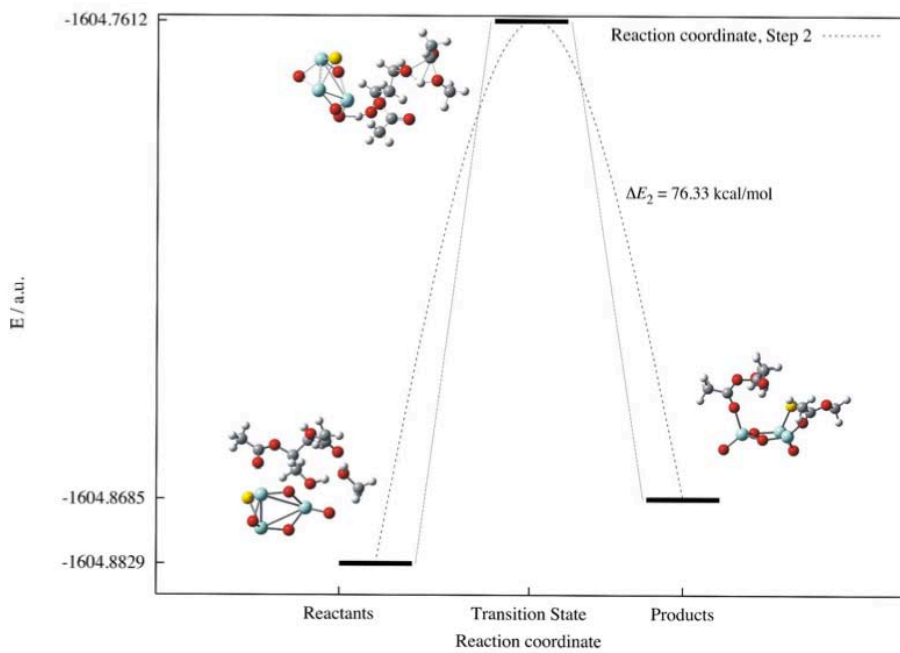 -1604.7612
Reaction coordinate, Step 2
ΔE₂ = 76.33 kcal/mol
E / a.u.
-1604.8685
-1604.8829
Reactants
Transition State
Products
Reaction coordinate